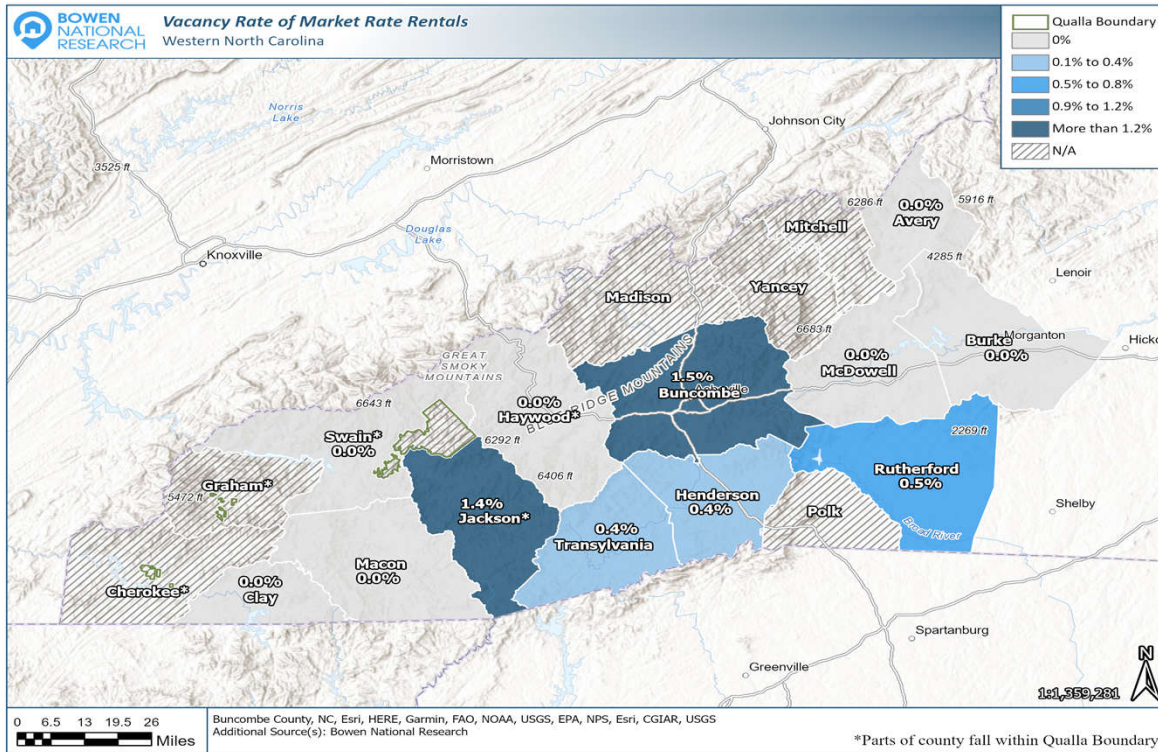 BOWEN
NATIONAL
RESEARCH
Vacancy Rate of Market Rate Rentals
Western North Carolina
Qualla Boundary
0%
0.1% to 0.4%
0.5% to 0.8%
0.9% to 1.2%
More than 1.2%
N/A
Norris
Lake
Johnson City
3525 ft
Morristown
6286 ft
0.0%
Avery
5916 ft
Mitchell
Douglas
Lake
Knoxville
4285 ft
Lenoir
Madison
Yancey
6683 ft
Morganton
Burke
0.0%
Hicko
0.0%
McDowell
GREAT
SMOKY
MOUNTAINS
1.5%
Buncombe
BLUE RIDGE MOUNTAINS
0.0%
Haywood*
6643 ft
Swain*
0.0%
6292 ft
2269 ft
6406 ft
Rutherford
0.5%
Graham*
5472 ft
1.4%
Jackson*
Henderson
0.4%
Polk
Shelby
0.4%
Transylvania
Broad River
Macon
0.0%
0.0%
Clay
Cherokee*
Spartanburg
Greenville
N
1:1,359,281
0 6.5 13 19.5 26
Miles
Buncombe County, NC, Esri, HERE, Garmin, FAO, NOAA, USGS, EPA, NPS, Esri, CGIAR, USGS
Additional Source(s): Bowen National Research
*Parts of county fall within Qualla Boundary